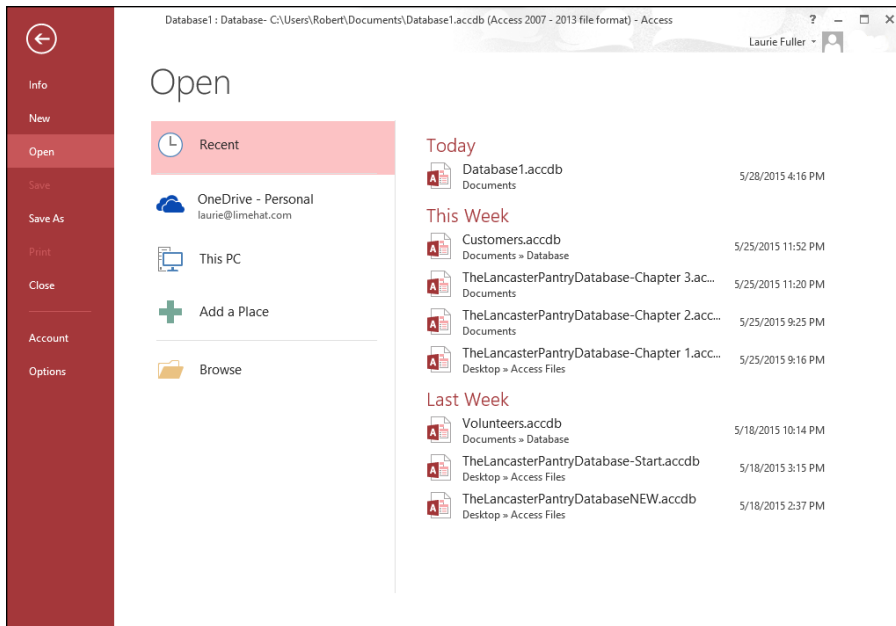 Database1 : Database- C:\Users\Robert\Documents\Database1.accdb (Access 2007 - 2013 file format) - Access
?
Laurie Fuller
Info
New
Open
Save
Save As
Print
Close
Account
Options
Open
Recent
OneDrive - Personal
laurie@limehat.com
This PC
Add a Place
Browse
Today
Database1.accdb 5/28/2015 4:16 PM
Documents
This Week
Customers.accdb 5/25/2015 11:52 PM
Documents » Database
TheLancasterPantryDatabase-Chapter 3.ac... 5/25/2015 11:20 PM
Documents
TheLancasterPantryDatabase-Chapter 2.acc... 5/25/2015 9:25 PM
Documents
TheLancasterPantryDatabase-Chapter 1.acc... 5/25/2015 9:16 PM
Desktop » Access Files
Last Week
Volunteers.accdb 5/18/2015 10:14 PM
Documents » Database
TheLancasterPantryDatabase-Start.accdb 5/18/2015 3:15 PM
Desktop » Access Files
TheLancasterPantryDatabaseNEW.accdb 5/18/2015 2:37 PM
Desktop » Access Files